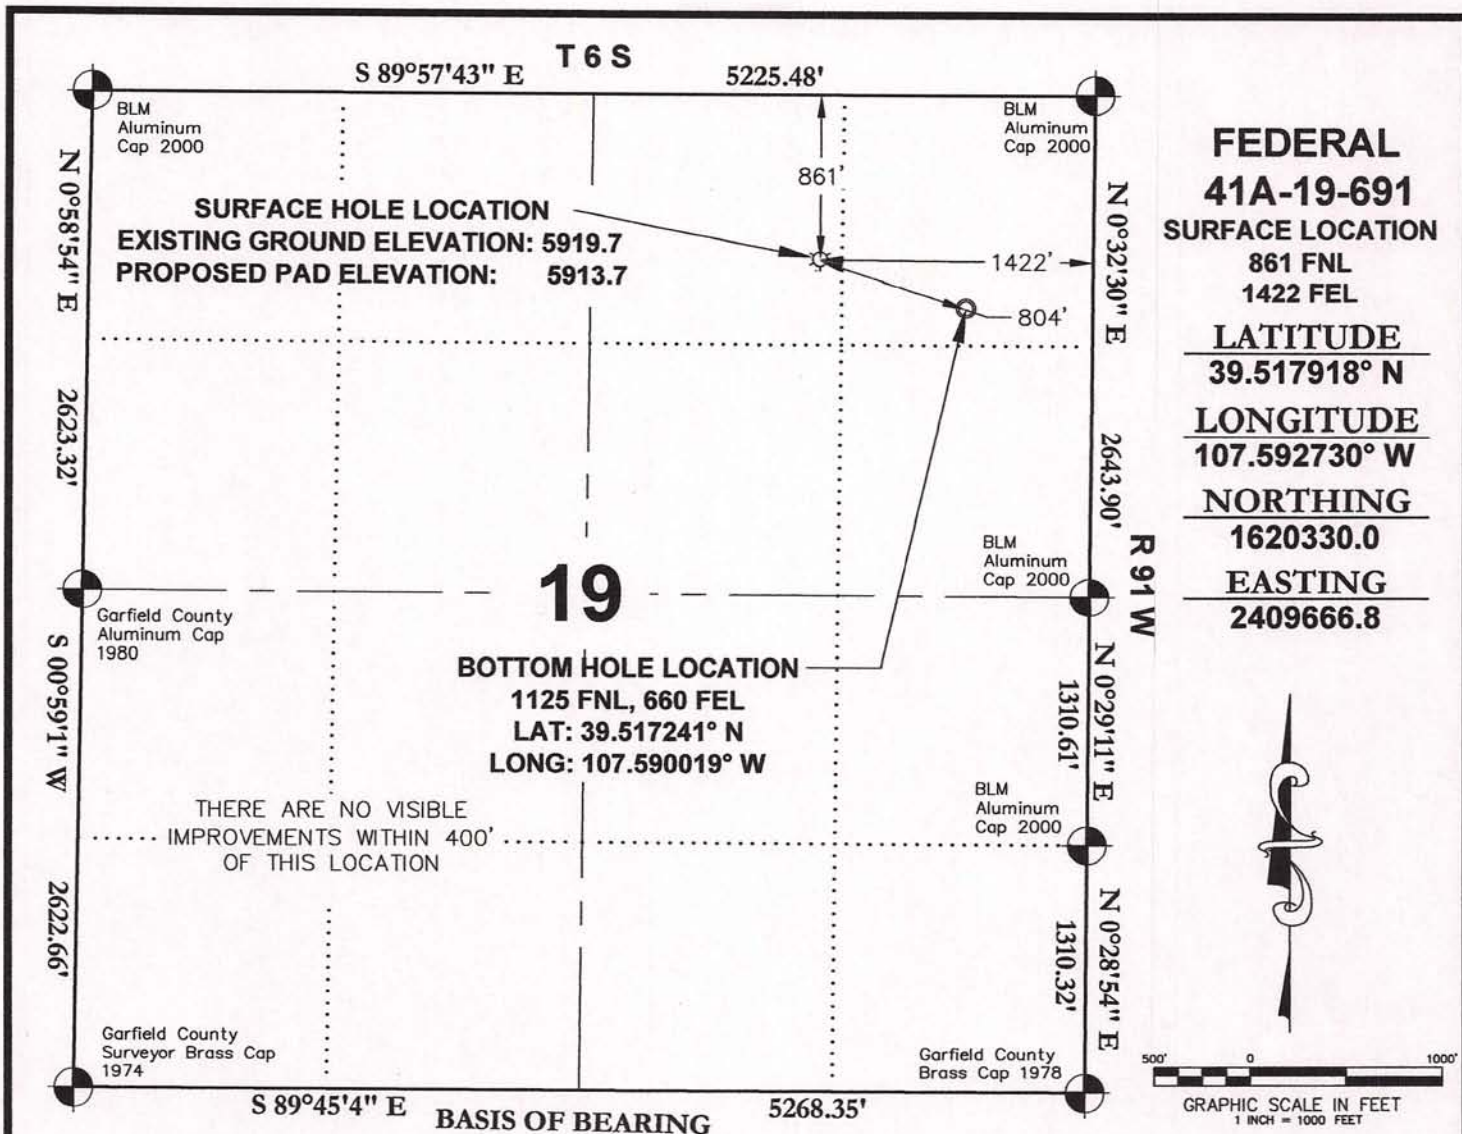 T 6 S
S 89°57'43" E
5225.48'
BLM
Aluminum
Cap 2000
BLM
Aluminum
Cap 2000
N 0°58'54" E
2623.32'
861'
SURFACE HOLE LOCATION
EXISTING GROUND ELEVATION: 5919.7
PROPOSED PAD ELEVATION: 5913.7
1422'
804'
N 0°32'30" E
2643.90'
R 91 W
FEDERAL
41A-19-691
SURFACE LOCATION
861 FNL
1422 FEL
LATITUDE
39.517918° N
LONGITUDE
107.592730° W
NORTHING
1620330.0
EASTING
2409666.8
BLM
Aluminum
Cap 2000
19
Garfield County
Aluminum Cap
1980
S 00°59'1" W
2622.66'
BOTTOM HOLE LOCATION
1125 FNL, 660 FEL
LAT: 39.517241° N
LONG: 107.590019° W
N 0°29'11" E
1310.61'
BLM
Aluminum
Cap 2000
THERE ARE NO VISIBLE
IMPROVEMENTS WITHIN 400'
OF THIS LOCATION
N 0°28'54" E
1310.32'
Garfield County
Surveyor Brass Cap
1974
Garfield County
Brass Cap 1978
S 89°45'4" E
BASIS OF BEARING
5268.35'
500' 0 1000'
GRAPHIC SCALE IN FEET
1 INCH = 1000 FEET